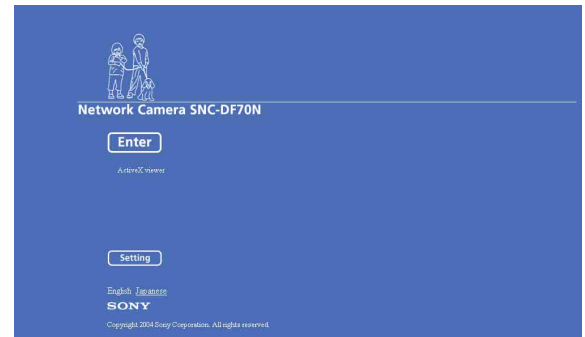 Network Camera SNC-DF70N
Enter
ActiveX viewer
Setting
English Japanese
SONY
Copyright 2004 Sony Corporation. All rights reserved.